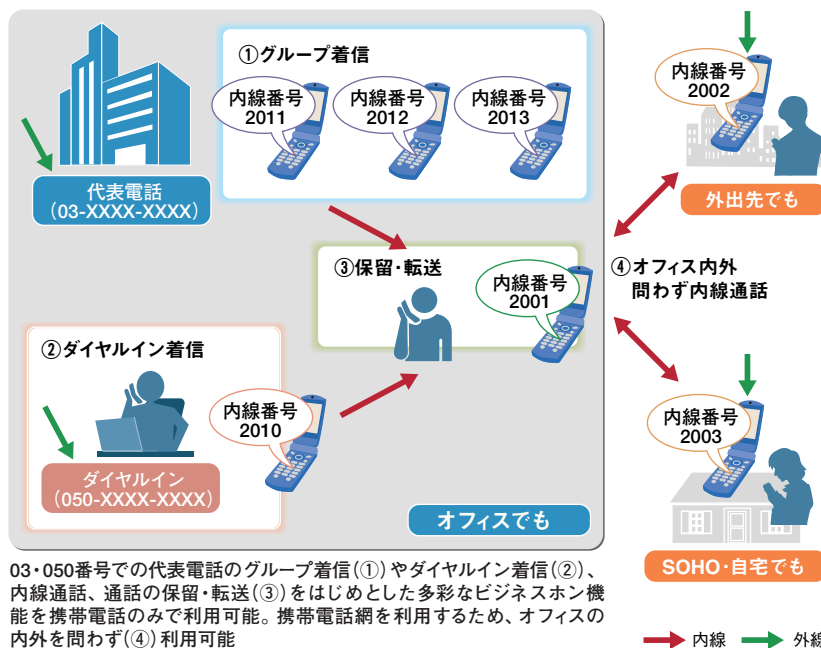 ①グループ着信
内線番号
2011
内線番号
2012
内線番号
2013
代表電話
(03-XXXX-XXXX)
③保留・転送
内線番号
2001
②ダイヤルイン着信
内線番号
2010
ダイヤルイン
(050-XXXX-XXXX)
オフィスでも
内線番号
2002
外出先でも
④オフィス内外
問わず内線通話
内線番号
2003
SOHO・自宅でも
03・050番号での代表電話のグループ着信(①)やダイヤルイン着信(②)、
内線通話、通話の保留・転送(③)をはじめとした多彩なビジネスホン機
能を携帯電話のみで利用可能。携帯電話網を利用するため、オフィスの
内外を問わず(④)利用可能
内線 外線